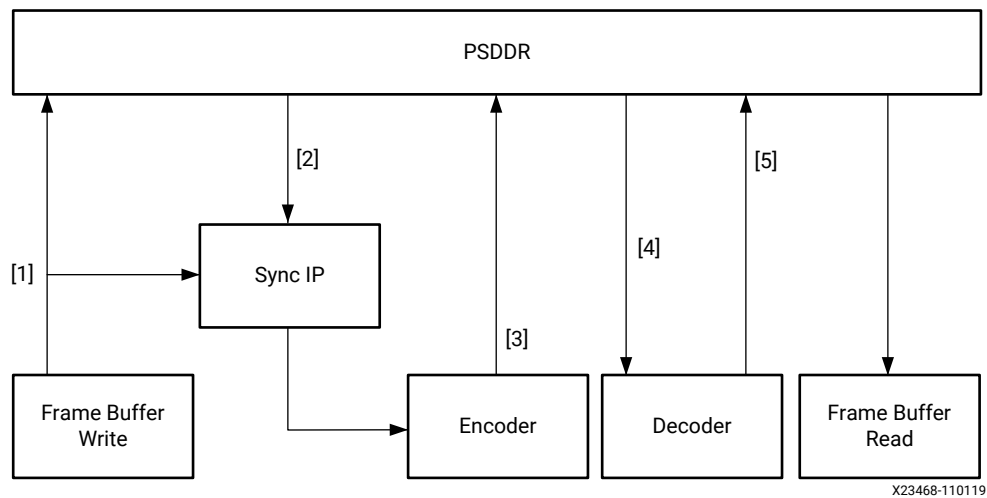 PSDDR
[2]
[5]
[4]
[1]
Sync IP
[3]
Frame Buffer
Write
Encoder
Decoder
Frame Buffer
Read
X23468-110119